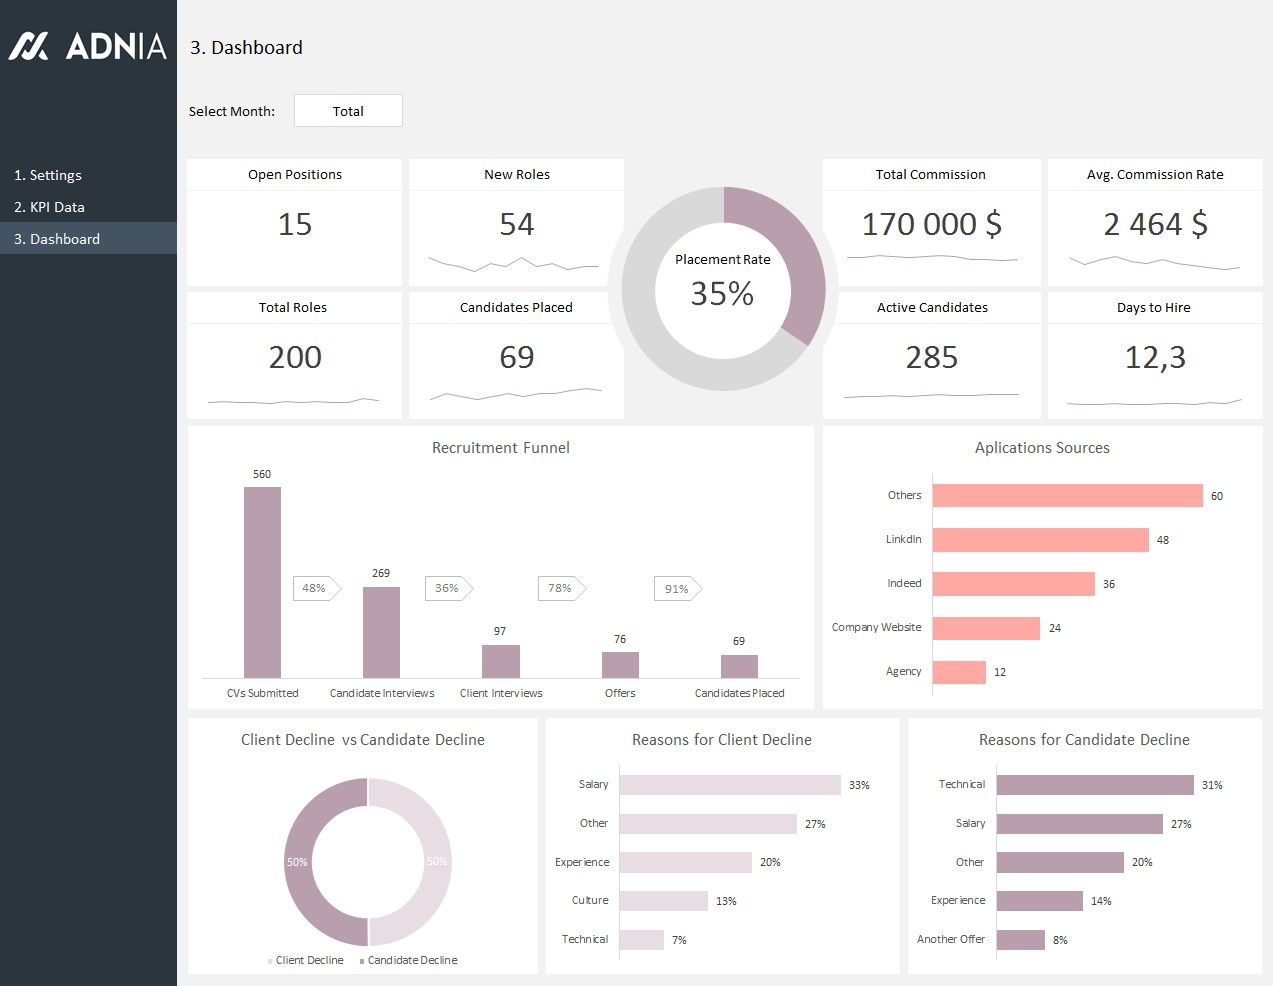 ADNIA
3. Dashboard
Select Month:
Total
1. Settings
2. KPI Data
3. Dashboard
Open Positions
15
New Roles
54
Placement Rate
35%
Total Commission
170 000 $
Avg. Commission Rate
2 464 $
Total Roles
200
Candidates Placed
69
Active Candidates
285
Days to Hire
12,3
Recruitment Funnel
560
269
97
76
69
48%
36%
78%
91%
CVs Submitted
Candidate Interviews
Client Interviews
Offers
Candidates Placed
Aplications Sources
Others 60
LinkdIn 48
Indeed 36
Company Website 24
Agency 12
Client Decline vs Candidate Decline
50%
50%
Client Decline
Candidate Decline
Reasons for Client Decline
Salary 33%
Other 27%
Experience 20%
Culture 13%
Technical 7%
Reasons for Candidate Decline
Technical 31%
Salary 27%
Other 20%
Experience 14%
Another Offer 8%